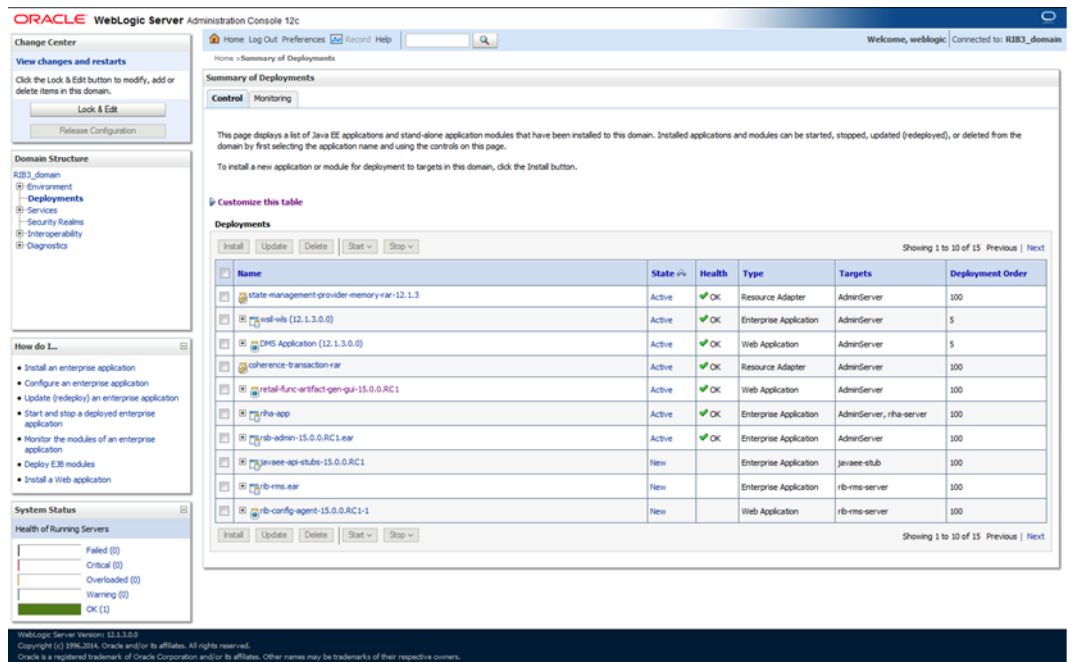 ORACLE WebLogic Server Administration Console 12c
Change Center
View changes and restarts
Click the Lock & Edit button to modify, add or
delete items in this domain.
Lock & Edit
Release Configuration
Domain Structure
RIB3_domain
Environment
Deployments
Services
Security Realms
Interoperability
Diagnostics
How do I...
Install an enterprise application
Configure an enterprise application
Update (redeploy) an enterprise application
Start and stop a deployed enterprise
application
Monitor the modules of an enterprise
application
Deploy EJB modules
Install a Web application
System Status
Health of Running Servers
Failed (0)
Critical (0)
Overloaded (0)
Warning (0)
OK (1)
Home Log Out Preferences Record Help
Welcome, weblogic Connected to: RIB3_domain
Home >Summary of Deployments
Summary of Deployments
Control Monitoring
This page displays a list of Java EE applications and stand-alone application modules that have been installed to this domain. Installed applications and modules can be started, stopped, updated (redeployed), or deleted from the
domain by first selecting the application name and using the controls on this page.
To install a new application or module for deployment to targets in this domain, click the Install button.
Customize this table
Deployments
Install Update Delete Start Stop Showing 1 to 10 of 15 Previous | Next
Name State Health Type Targets Deployment Order
state-management-provider-memory-rar-12.1.3 Active OK Resource Adapter AdminServer 100
wsil-wls (12.1.3.0.0) Active OK Enterprise Application AdminServer 5
DMS Application (12.1.3.0.0) Active OK Web Application AdminServer 5
coherence-transaction-rar Active OK Resource Adapter AdminServer 100
retail-func-artifact-gen-gui-15.0.0.RC1 Active OK Web Application AdminServer 100
riha-app Active OK Enterprise Application AdminServer, riha-server 100
rsb-admin-15.0.0.RC1.ear Active OK Enterprise Application AdminServer 100
javaee-api-stubs-15.0.0.RC1 New Enterprise Application javaee-stub 100
rib-rms.ear New Enterprise Application rib-rms-server 100
rib-config-agent-15.0.0.RC1-1 New Web Application rib-rms-server 100
Install Update Delete Start Stop Showing 1 to 10 of 15 Previous | Next
WebLogic Server Version: 12.1.3.0.0
Copyright (c) 1996,2014, Oracle and/or its affiliates. All rights reserved.
Oracle is a registered trademark of Oracle Corporation and/or its affiliates. Other names may be trademarks of their respective owners.